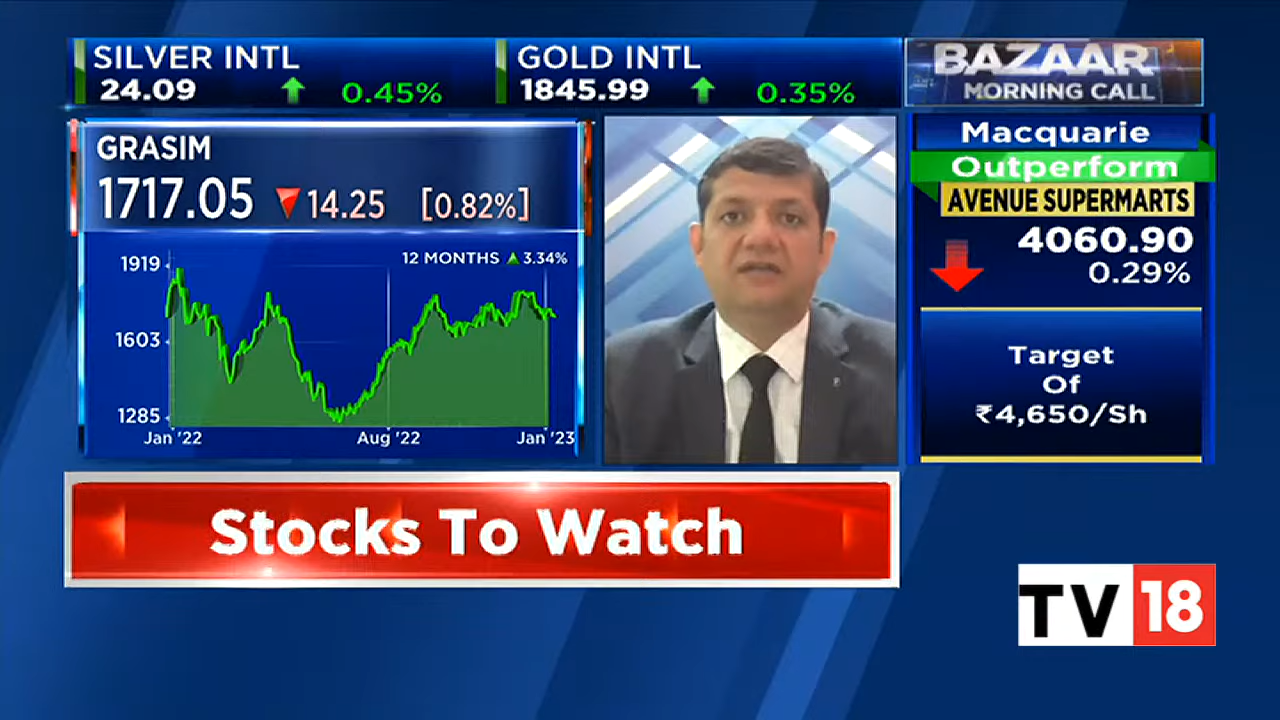 SILVER INTL
24.09 0.45%
GOLD INTL
1845.99 0.35%
BAZAAR
MORNING CALL
GRASIM
1717.05 14.25 [0.82%]
12 MONTHS 3.34%
1919
1603
1285
Jan '22 Aug '22 Jan '23
Macquarie
Outperform
AVENUE SUPERMARTS
4060.90
0.29%
Target
Of
₹4,650/Sh
Stocks To Watch
TV18